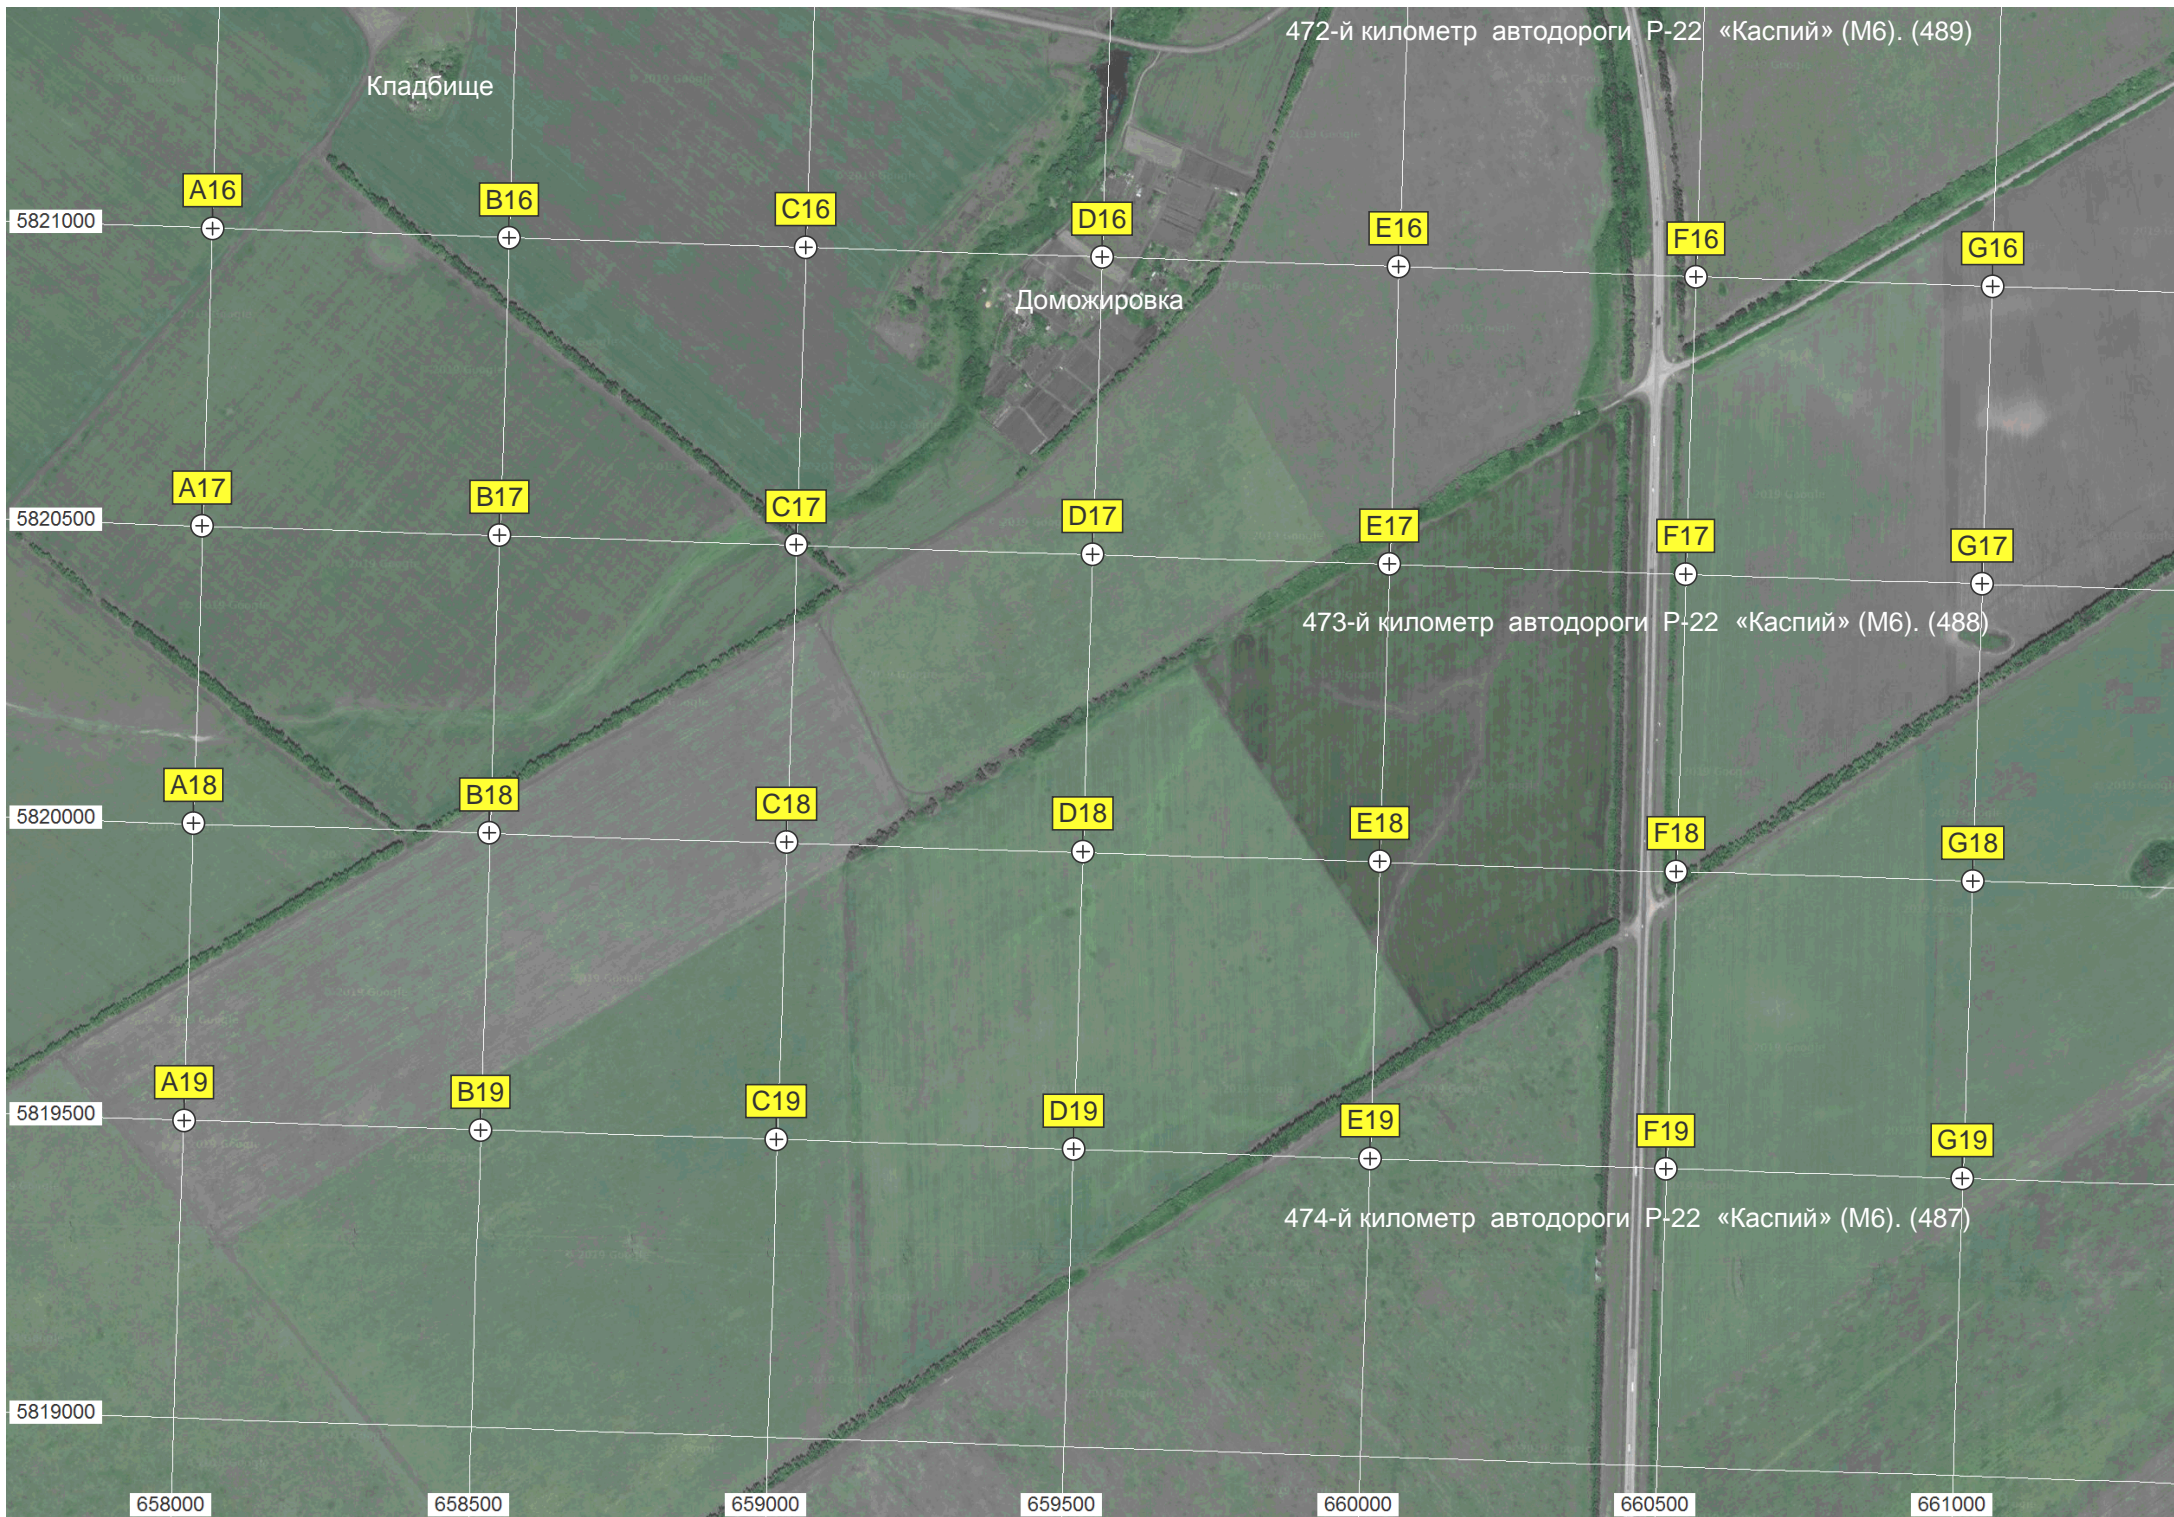 472-й километр автодороги Р-22 «Каспий» (М6). (489)
Кладбище
A16
B16
C16
D16
E16
F16
G16
5821000
Доможировка
A17
B17
C17
D17
E17
F17
G17
5820500
473-й километр автодороги Р-22 «Каспий» (М6). (488)
A18
B18
C18
D18
E18
F18
G18
5820000
A19
B19
C19
D19
E19
F19
G19
5819500
474-й километр автодороги Р-22 «Каспий» (М6). (487)
5819000
658000
658500
659000
659500
660000
660500
661000
© 2019 Google